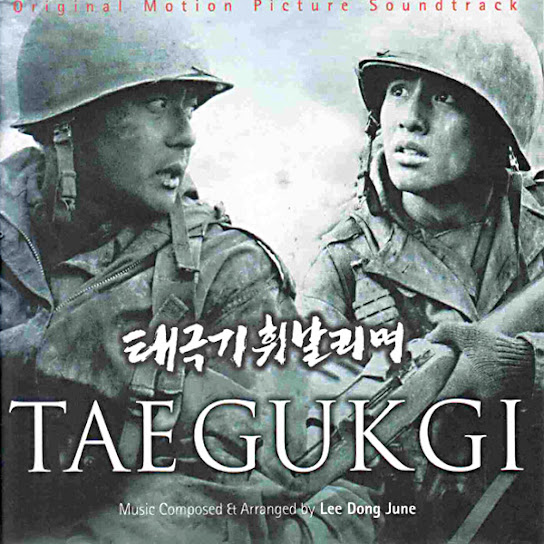 Original Motion Picture Soundtrack
태극기 휘날리며
TAEGUKGI
Music Composed & Arranged by Lee Dong June